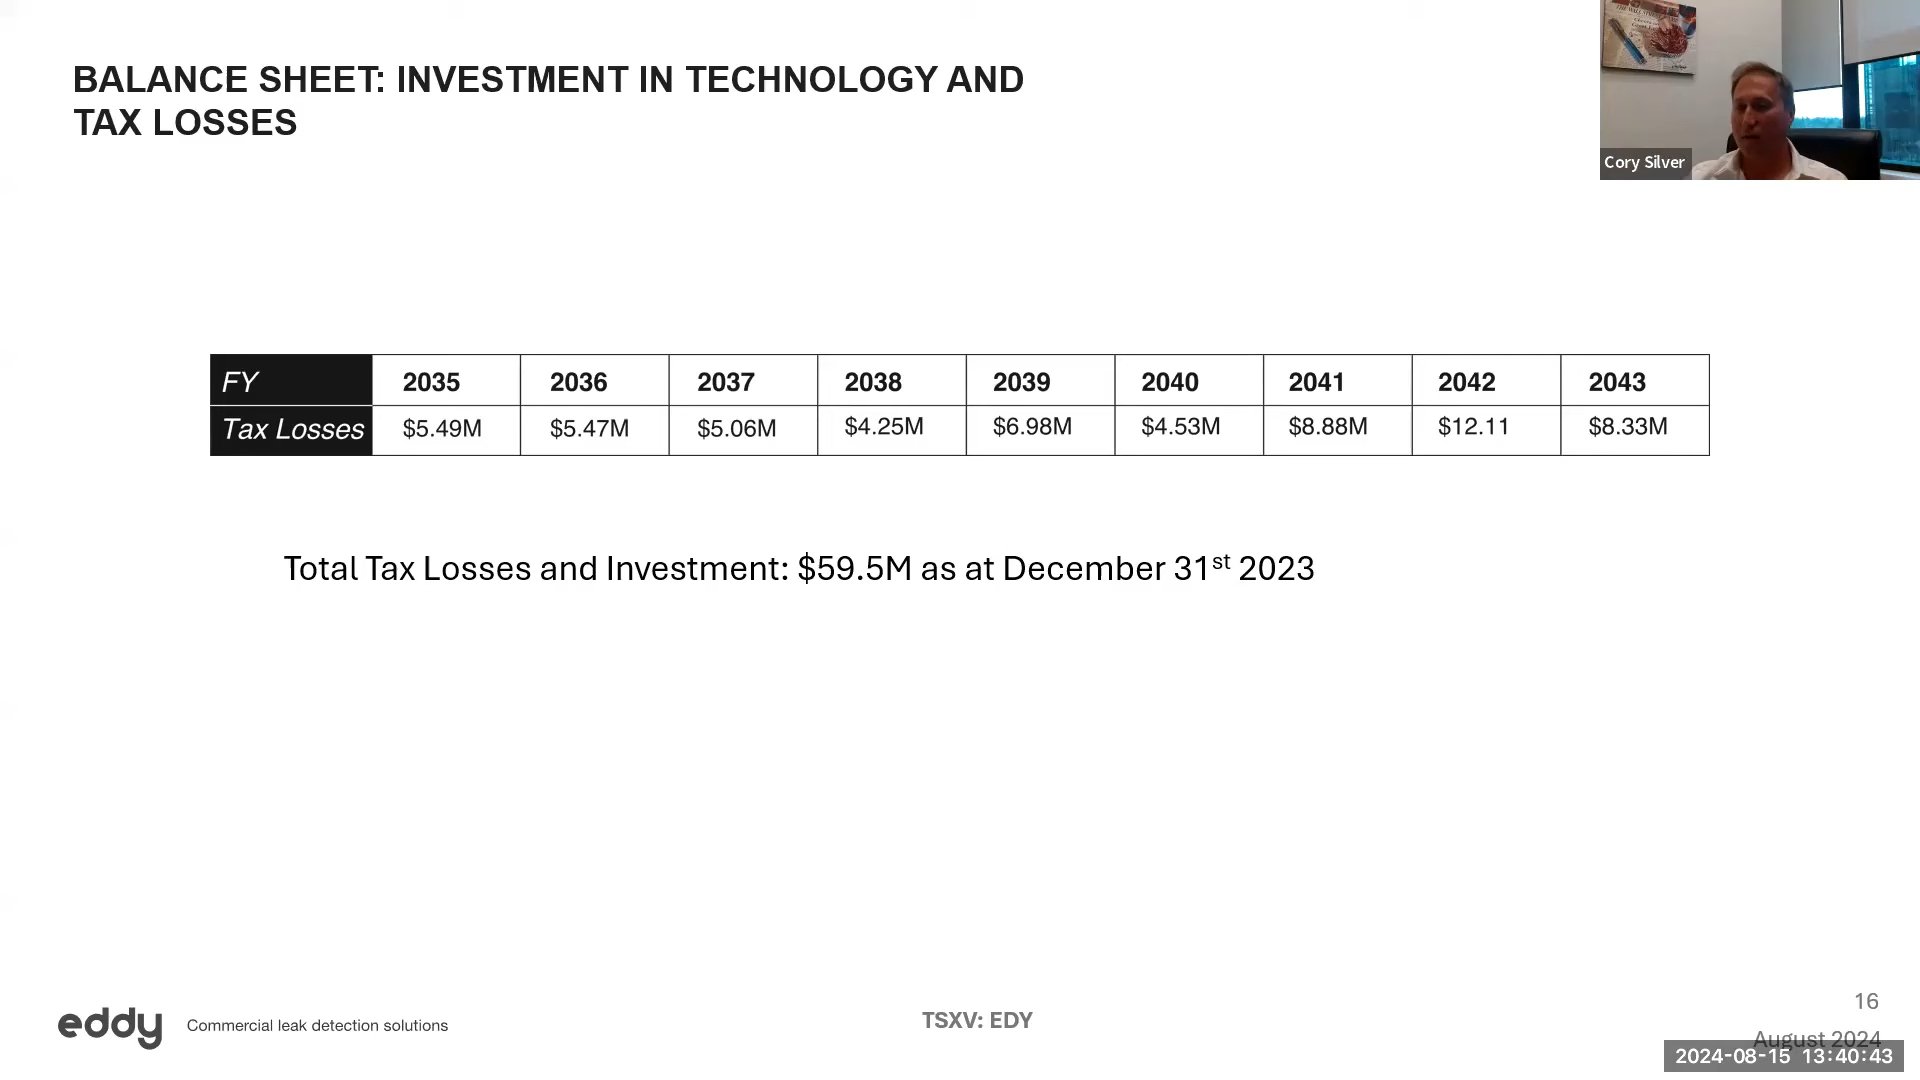 BALANCE SHEET: INVESTMENT IN TECHNOLOGY AND
TAX LOSSES
Cory Silver
FY 2035 2036 2037 2038 2039 2040 2041 2042 2043
Tax Losses $5.49M $5.47M $5.06M $4.25M $6.98M $4.53M $8.88M $12.11 $8.33M
Total Tax Losses and Investment: $59.5M as at December 31st 2023
eddy Commercial leak detection solutions
TSXV: EDY
16
August 2024
2024-08-15 13:40:43